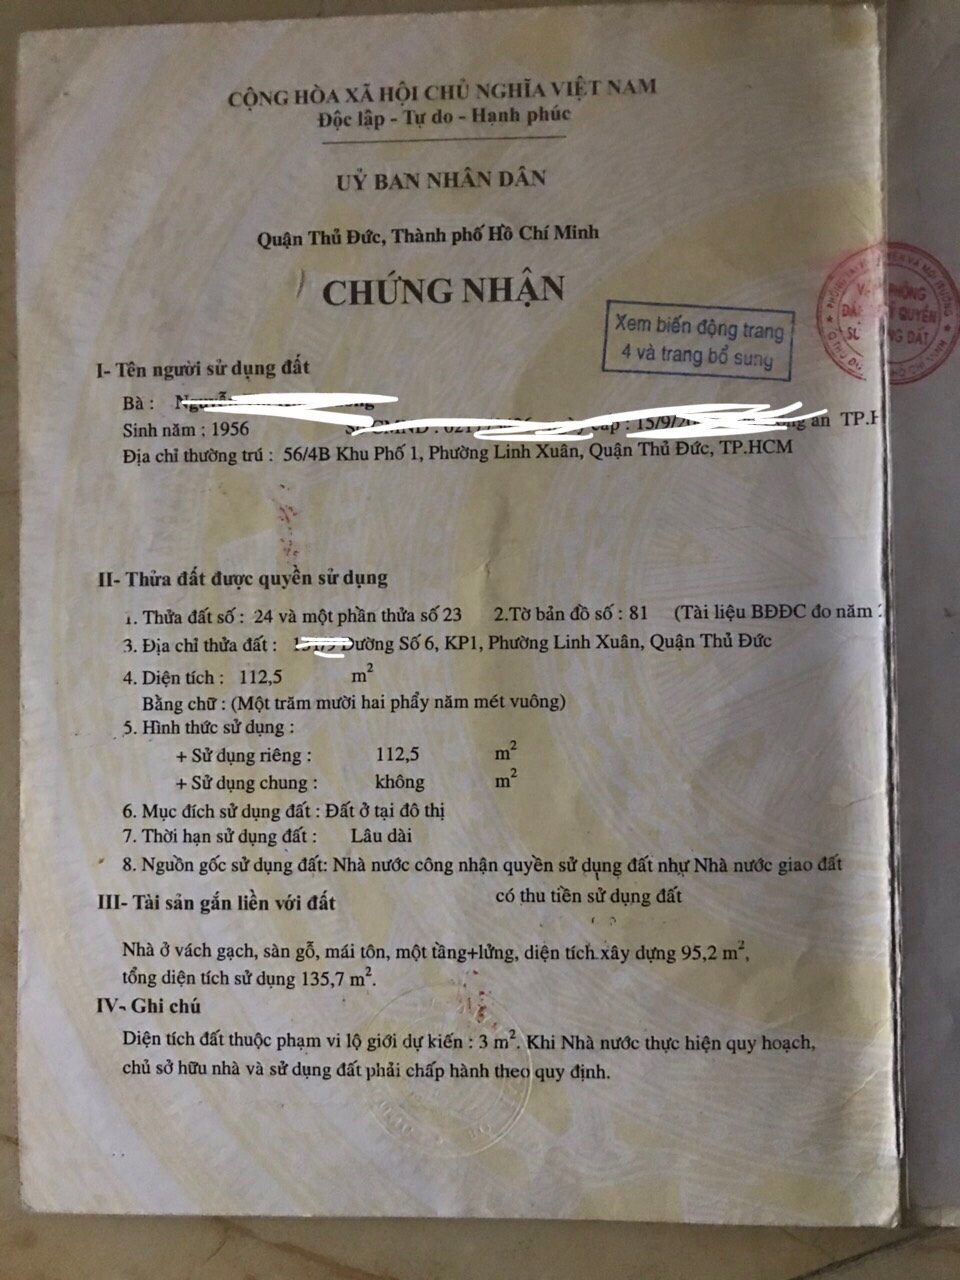 CỘNG HÒA XÃ HỘI CHỦ NGHĨA VIỆT NAM
Độc lập - Tự do - Hạnh phúc
UỶ BAN NHÂN DÂN
Quận Thủ Đức, Thành phố Hồ Chí Minh
CHỨNG NHẬN
Xem biến động trang
4 và trang bổ sung
I- Tên người sử dụng đất
Bà :
Sinh năm : 1956 CMND : cấp : TP.H
Địa chỉ thường trú : 56/4B Khu Phố 1, Phường Linh Xuân, Quận Thủ Đức, TP.HCM
II- Thửa đất được quyền sử dụng
1. Thửa đất số : 24 và một phần thửa số 23 2.Tờ bản đồ số : 81 (Tài liệu BĐĐC đo năm
3. Địa chỉ thửa đất : Đường Số 6, KP1, Phường Linh Xuân, Quận Thủ Đức
4. Diện tích : 112,5 m²
Bằng chữ : (Một trăm mười hai phẩy năm mét vuông)
5. Hình thức sử dụng :
+ Sử dụng riêng : 112,5 m²
+ Sử dụng chung : không m²
6. Mục đích sử dụng đất : Đất ở tại đô thị
7. Thời hạn sử dụng đất : Lâu dài
8. Nguồn gốc sử dụng đất: Nhà nước công nhận quyền sử dụng đất như Nhà nước giao đất
có thu tiền sử dụng đất
III- Tài sản gắn liền với đất
Nhà ở vách gạch, sàn gỗ, mái tôn, một tầng+lửng, diện tích xây dựng 95,2 m²,
tổng diện tích sử dụng 135,7 m².
IV- Ghi chú
Diện tích đất thuộc phạm vi lộ giới dự kiến : 3 m². Khi Nhà nước thực hiện quy hoạch,
chủ sở hữu nhà và sử dụng đất phải chấp hành theo quy định.